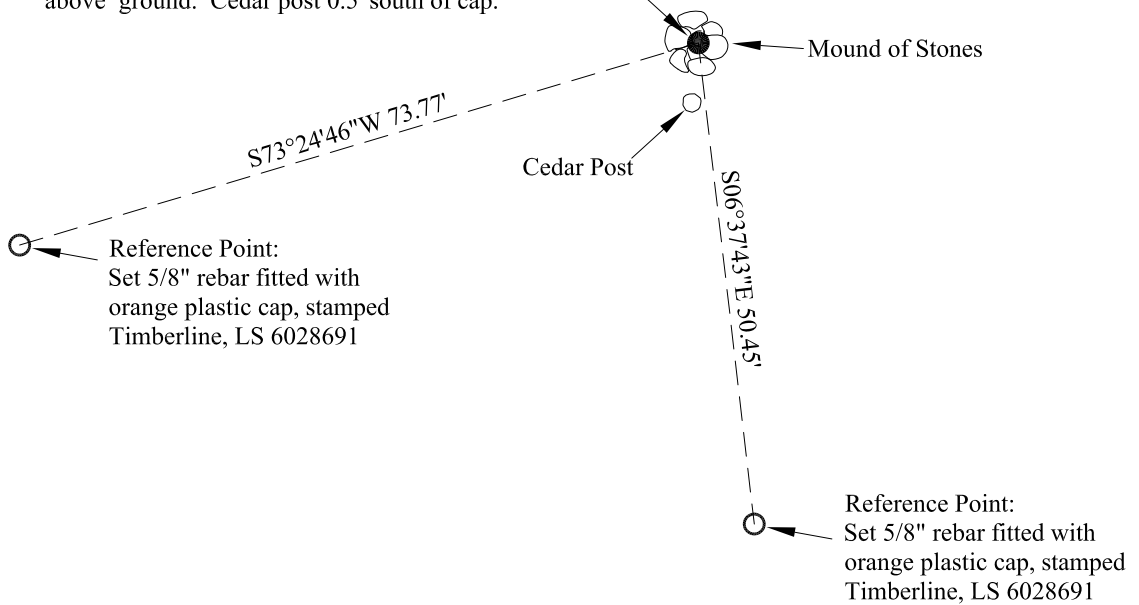 above ground. Cedar post 0.5' south of cap.
Mound of Stones
S73°24'46"W 73.77'
Cedar Post
S06°37'43"E 50.45'
Reference Point:
Set 5/8" rebar fitted with
orange plastic cap, stamped
Timberline, LS 6028691
Reference Point:
Set 5/8" rebar fitted with
orange plastic cap, stamped
Timberline, LS 6028691